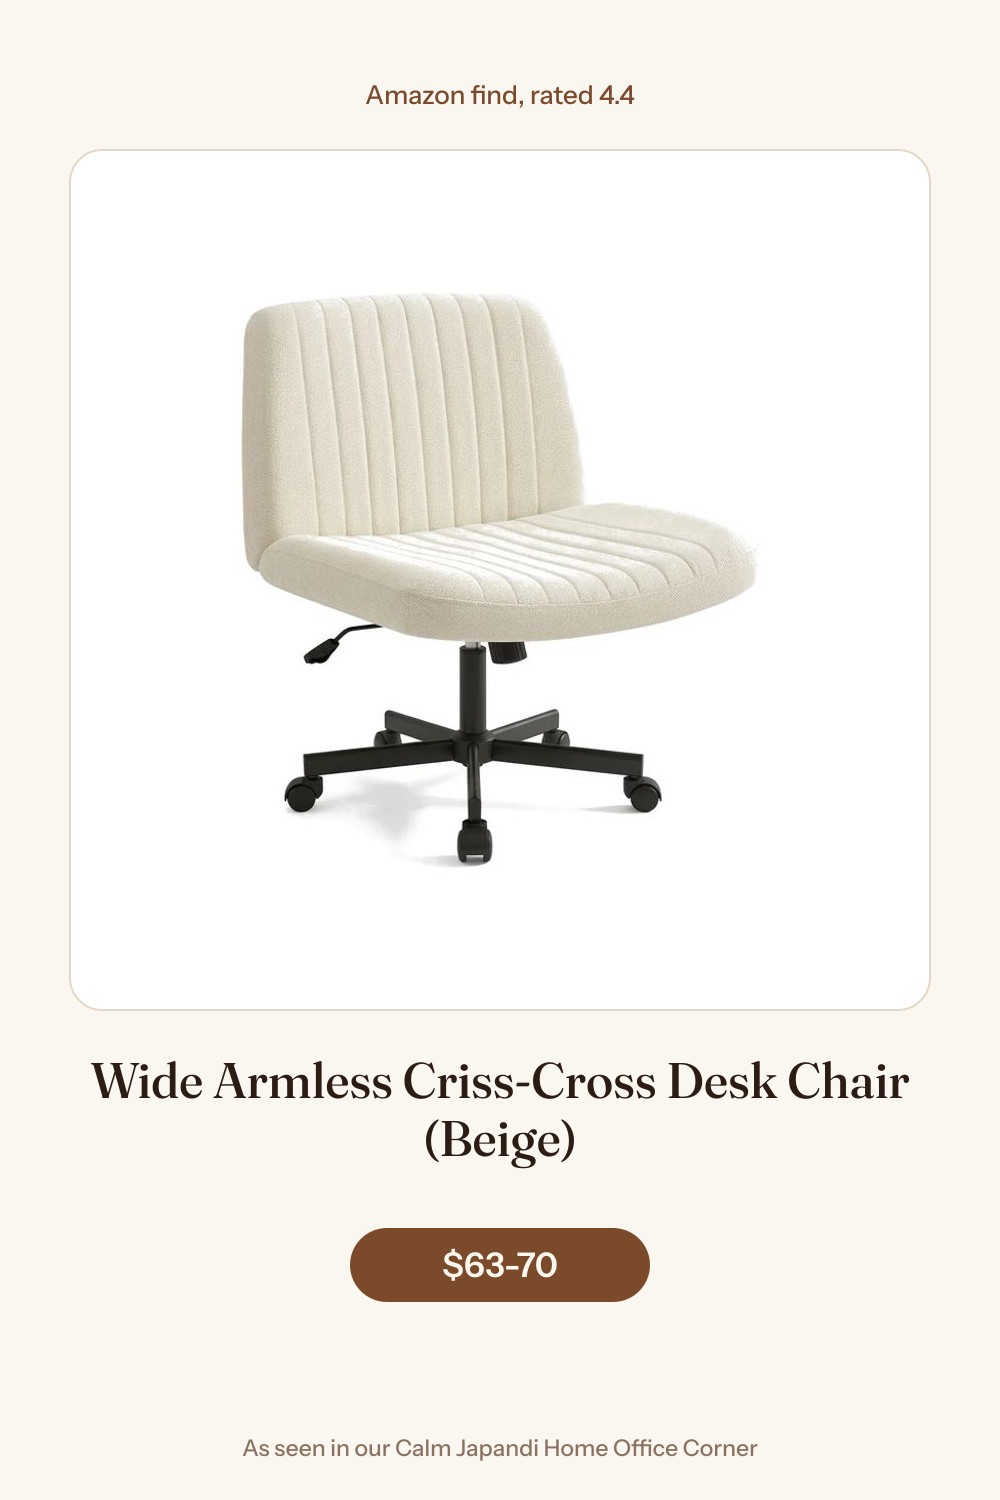 Amazon find, rated 4.4
Wide Armless Criss-Cross Desk Chair
(Beige)
$63-70
As seen in our Calm Japandi Home Office Corner